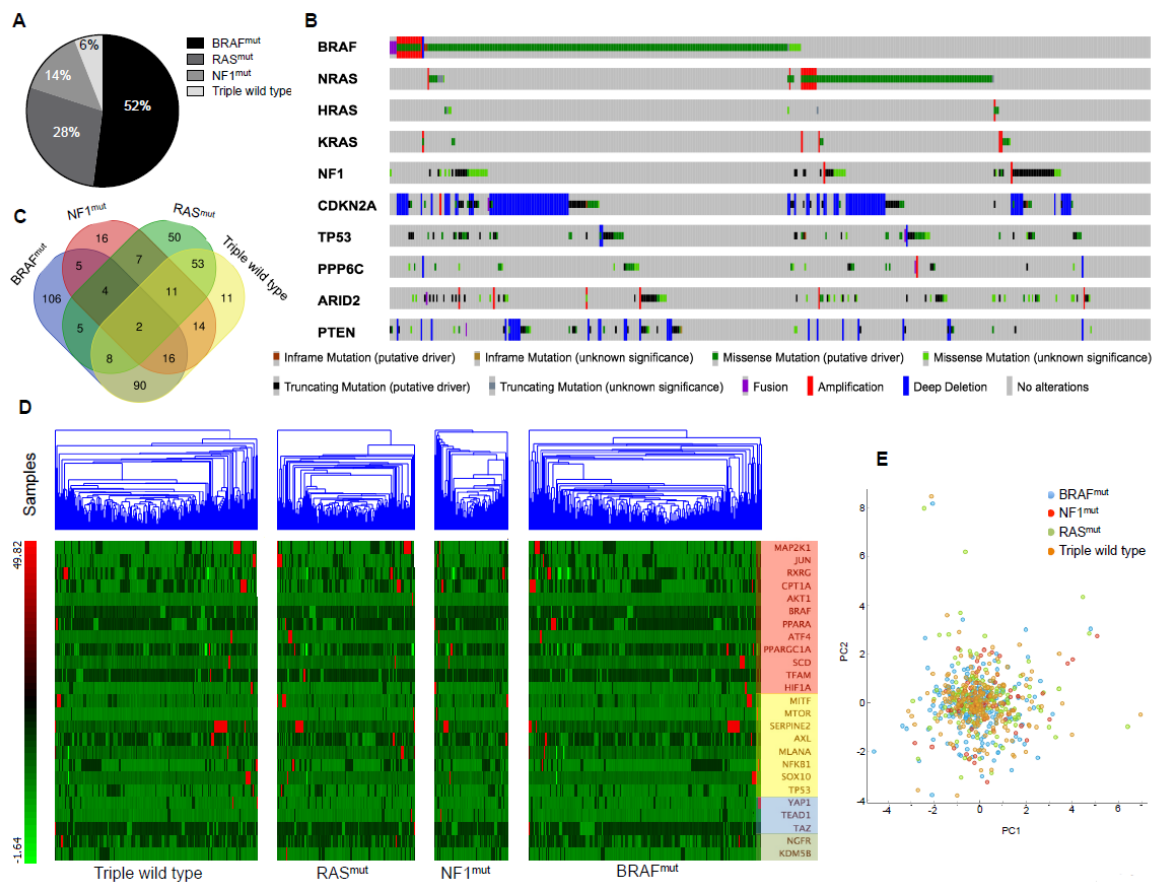 A
6%
14%
28%
52%
BRAFmut
RASmut
NF1mut
Triple wild type
B
BRAF
NRAS
HRAS
KRAS
NF1
CDKN2A
TP53
PPP6C
ARID2
PTEN
Inframe Mutation (putative driver)
Inframe Mutation (unknown significance)
Missense Mutation (putative driver)
Missense Mutation (unknown significance)
Truncating Mutation (putative driver)
Truncating Mutation (unknown significance)
Fusion
Amplification
Deep Deletion
No alterations
C
BRAFmut
NF1mut
RASmut
Triple wild type
16
50
5
7
53
106
4
11
11
5
2
14
8
16
90
D
Samples
49.82
-1.64
MAP2K1
JUN
RXRG
CPT1A
AKT1
BRAF
PPARA
ATF4
PPARGC1A
SCD
TFAM
HIF1A
MITF
MTOR
SERPINE2
AXL
MLANA
NFKB1
SOX10
TP53
YAP1
TEAD1
TAZ
NGFR
KDM5B
Triple wild type
RASmut
NF1mut
BRAFmut
E
BRAFmut
NF1mut
RASmut
Triple wild type
8
6
4
2
0
-2
-4
PC2
-4
-2
0
2
4
6
PC1